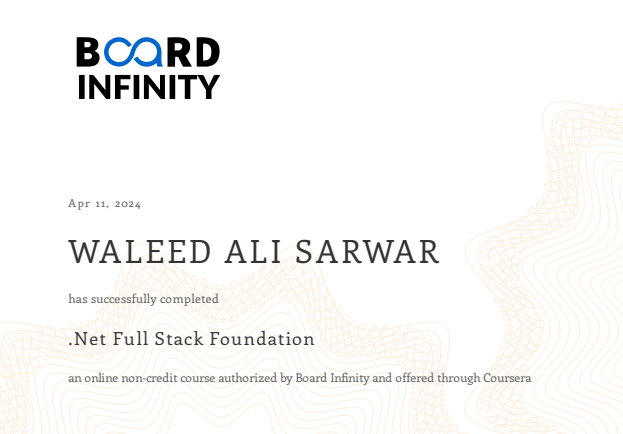 BOARD
INFINITY
Apr 11, 2024
WALEED ALI SARWAR
has successfully completed
.Net Full Stack Foundation
an online non-credit course authorized by Board Infinity and offered through Coursera